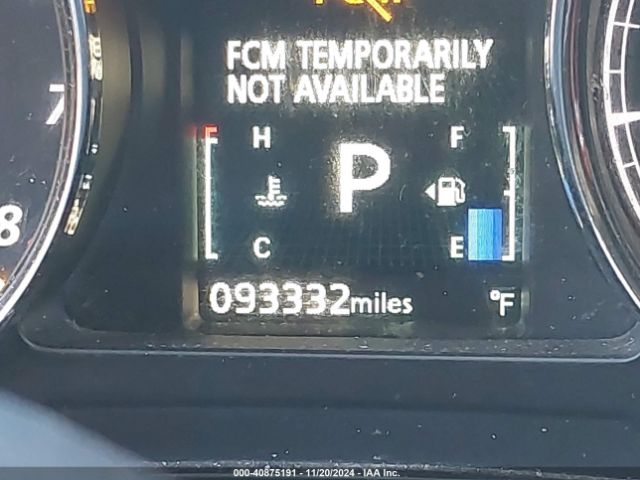 FCM TEMPORARILY
NOT AVAILABLE
7
H F
P
8
C E
093332miles °F
000-40875191 - 11/20/2024 - IAA Inc.